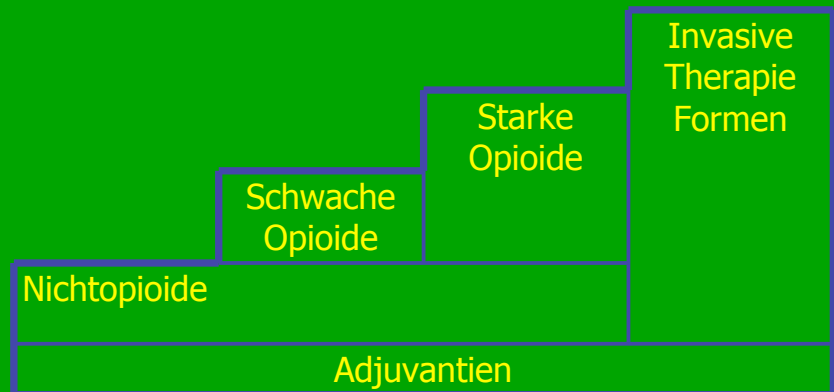 Invasive
Therapie
Formen
Starke
Opioide
Schwache
Opioide
Nichtopioide
Adjuvantien